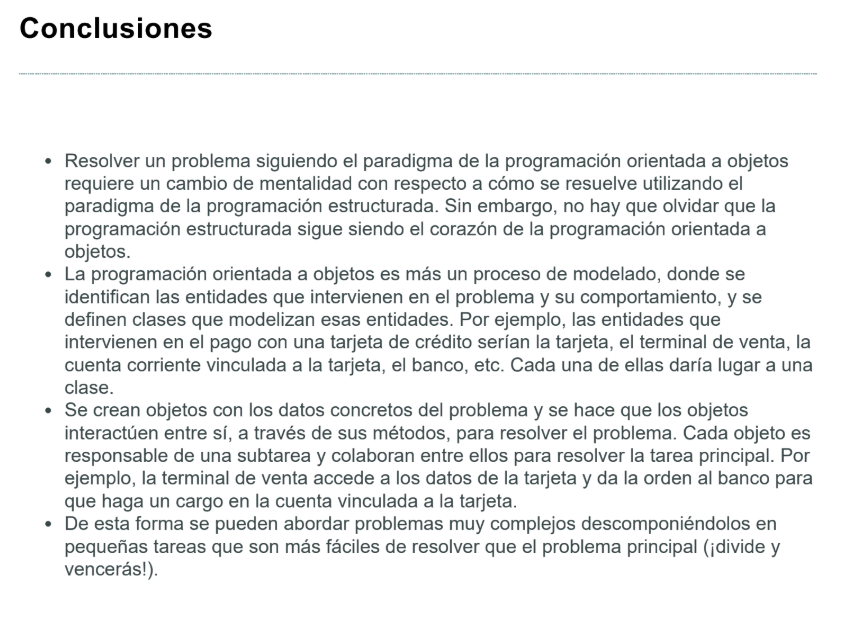 Conclusiones
• Resolver un problema siguiendo el paradigma de la programación orientada a objetos
requiere un cambio de mentalidad con respecto a cómo se resuelve utilizando el
paradigma de la programación estructurada. Sin embargo, no hay que olvidar que la
programación estructurada sigue siendo el corazón de la programación orientada a
objetos.
• La programación orientada a objetos es más un proceso de modelado, donde se
identifican las entidades que intervienen en el problema y su comportamiento, y se
definen clases que modelizan esas entidades. Por ejemplo, las entidades que
intervienen en el pago con una tarjeta de crédito serían la tarjeta, el terminal de venta, la
cuenta corriente vinculada a la tarjeta, el banco, etc. Cada una de ellas daría lugar a una
clase.
• Se crean objetos con los datos concretos del problema y se hace que los objetos
interactúen entre sí, a través de sus métodos, para resolver el problema. Cada objeto es
responsable de una subtarea y colaboran entre ellos para resolver la tarea principal. Por
ejemplo, la terminal de venta accede a los datos de la tarjeta y da la orden al banco para
que haga un cargo en la cuenta vinculada a la tarjeta.
• De esta forma se pueden abordar problemas muy complejos descomponiéndolos en
pequeñas tareas que son más fáciles de resolver que el problema principal (¡divide y
vencerás!).